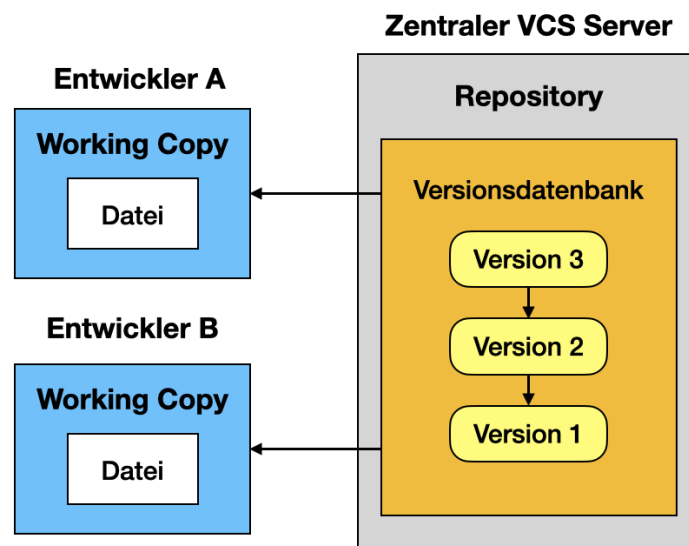 Zentraler VCS Server
Entwickler A
Repository
Working Copy
Datei
Versionsdatenbank
Version 3
Entwickler B
Version 2
Working Copy
Version 1
Datei